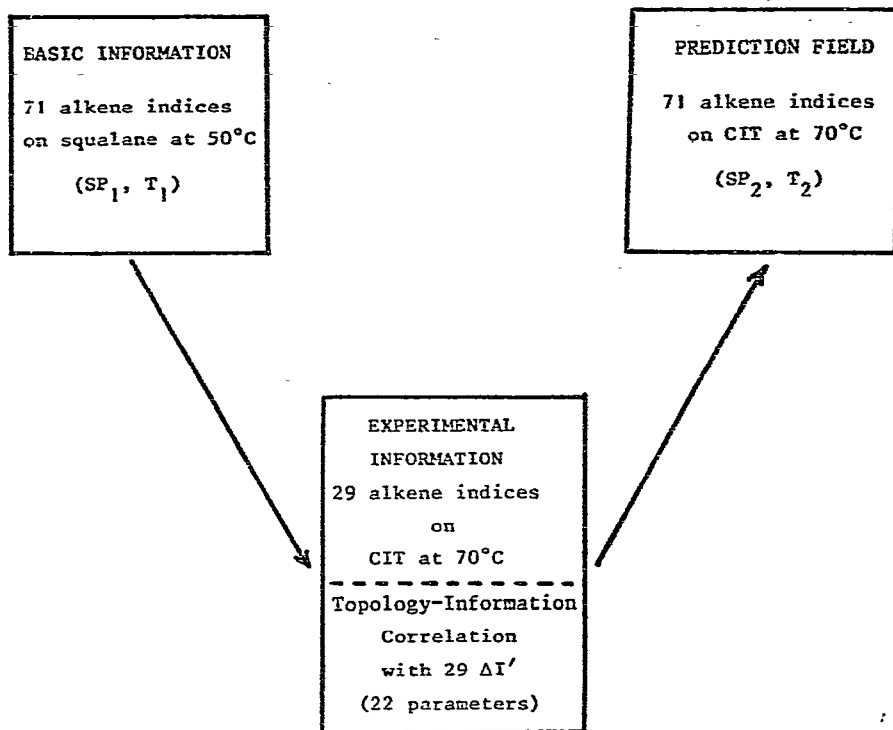 BASIC INFORMATION
71 alkene indices
on squalane at 50°C
(SP₁, T₁)
PREDICTION FIELD
71 alkene indices
on CIT at 70°C
(SP₂, T₂)
EXPERIMENTAL
INFORMATION
29 alkene indices
on
CIT at 70°C
Topology-Information
Correlation
with 29 ΔI′
(22 parameters)